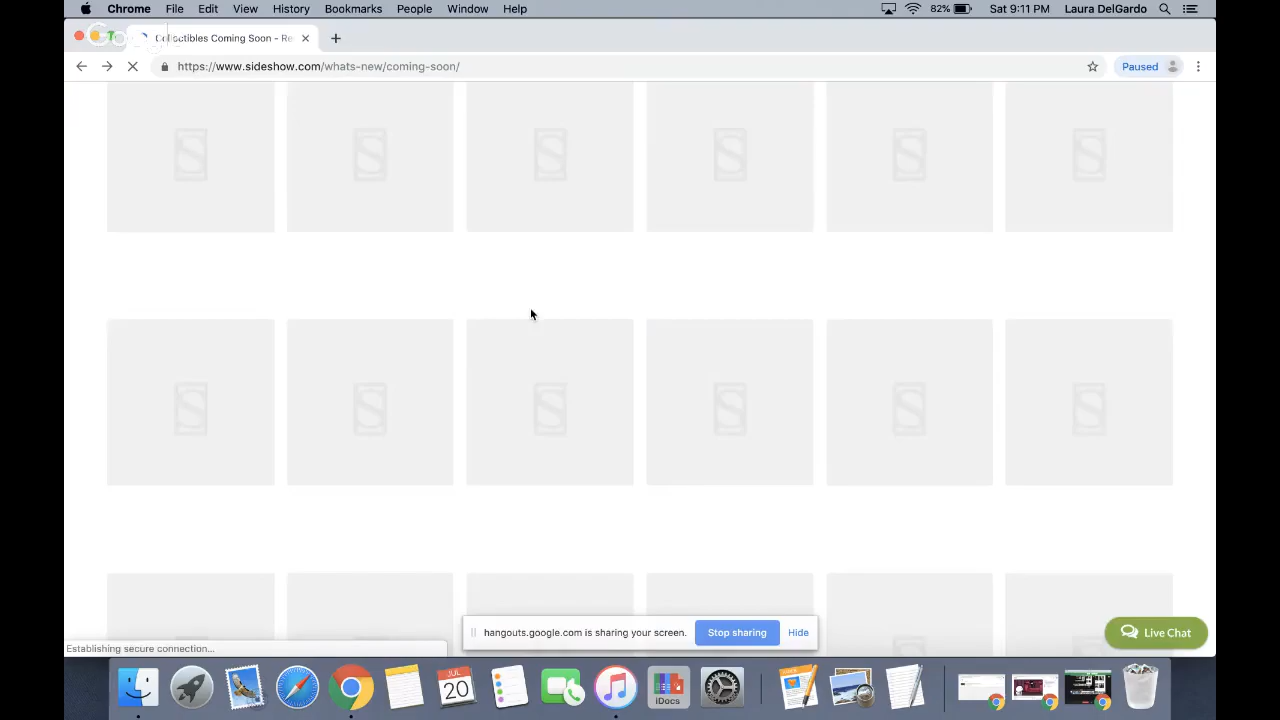 Chrome File Edit View History Bookmarks People Window Help 82% Sat 9:11 PM Laura DelGardo
Google
Collectibles Coming Soon - Re
https://www.sideshow.com/whats-new/coming-soon/ Paused
S S S S S S
S S S S S S
hangouts.google.com is sharing your screen. Stop sharing Hide
Live Chat
Establishing secure connection...
JUL
20
iDocs